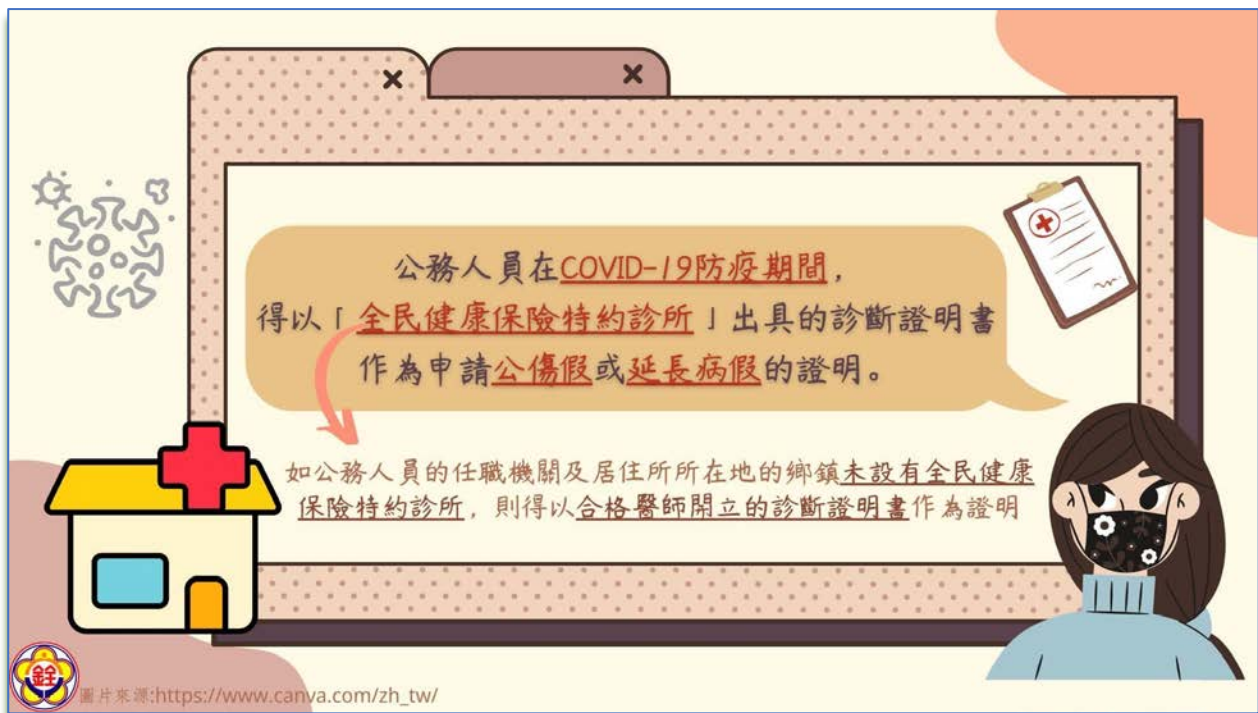 公務人員在COVID-19防疫期間，
得以「全民健康保險特約診所」出具的診斷證明書
作為申請公傷假或延長病假的證明。
如公務人員的任職機關及居住所所在地的鄉鎮未設有全民健康
保險特約診所，則得以合格醫師開立的診斷證明書作為證明
銓
圖片來源:https://www.canva.com/zh_tw/